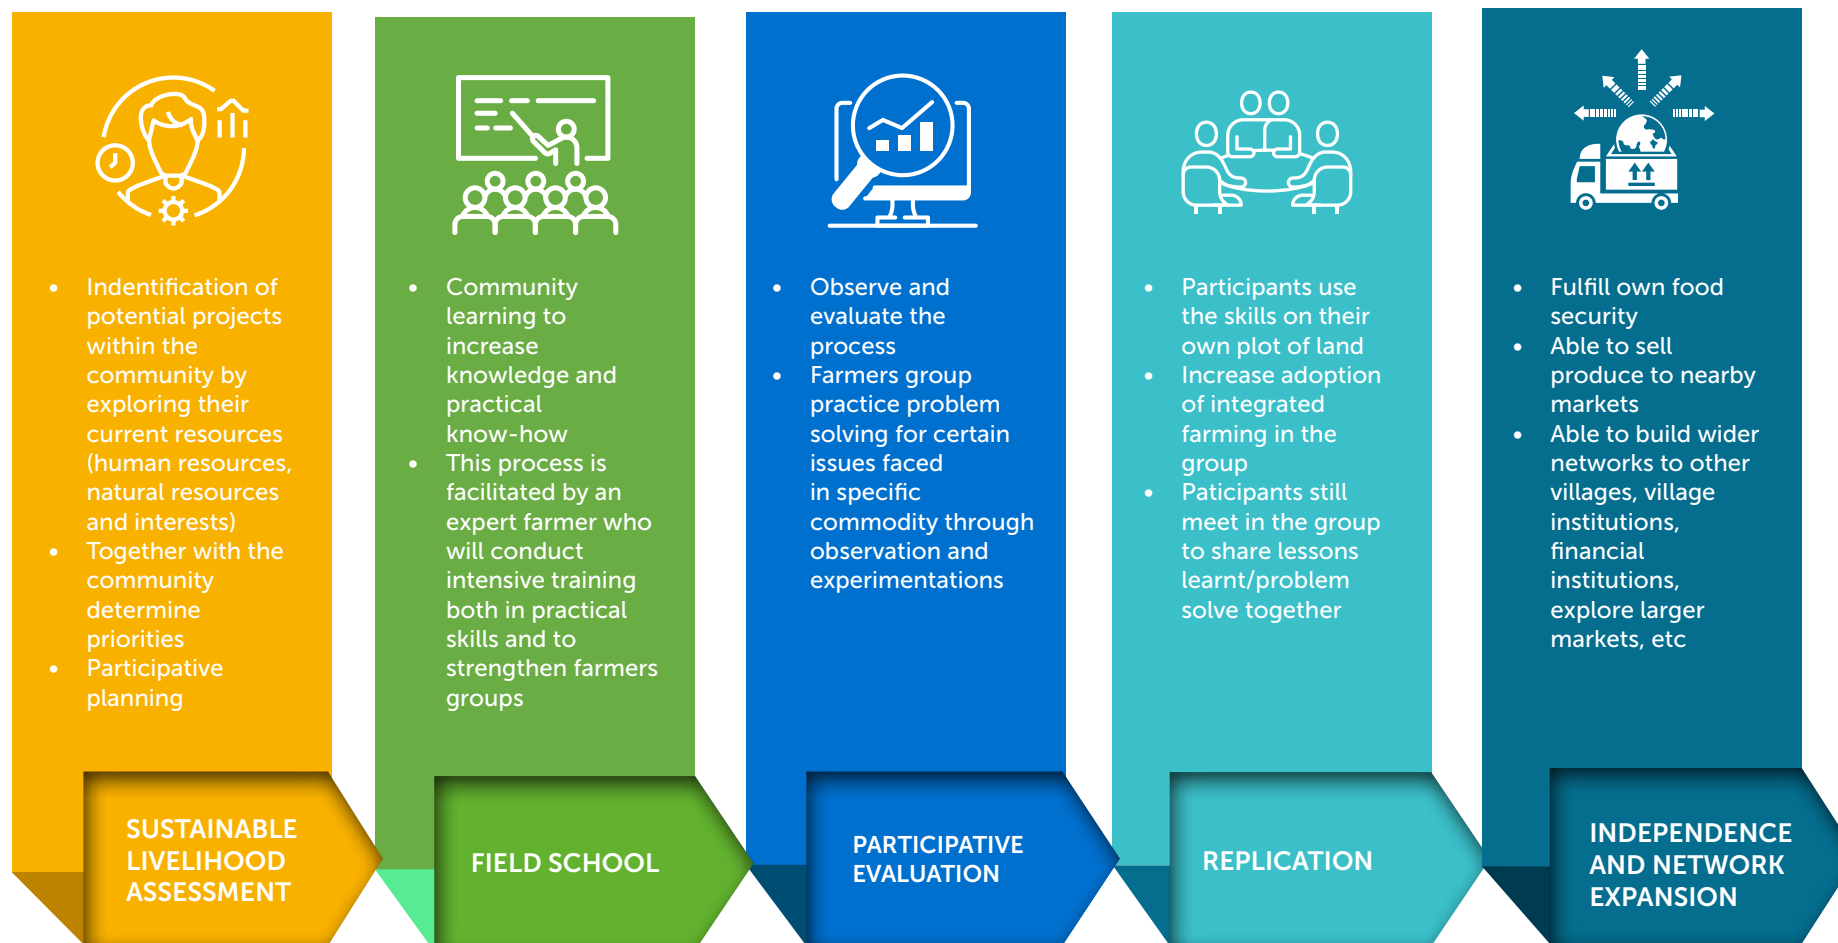 • Indentification of
potential projects
within the
community by
exploring their
current resources
(human resources,
natural resources
and interests)
• Together with the
community
determine
priorities
• Participative
planning
SUSTAINABLE
LIVELIHOOD
ASSESSMENT
• Community
learning to
increase
knowledge and
practical
know-how
• This process is
facilitated by an
expert farmer who
will conduct
intensive training
both in practical
skills and to
strengthen farmers
groups
FIELD SCHOOL
• Observe and
evaluate the
process
• Farmers group
practice problem
solving for certain
issues faced
in specific
commodity through
observation and
experimentations
PARTICIPATIVE
EVALUATION
• Participants use
the skills on their
own plot of land
• Increase adoption
of integrated
farming in the
group
• Paticipants still
meet in the group
to share lessons
learnt/problem
solve together
REPLICATION
• Fulfill own food
security
• Able to sell
produce to nearby
markets
• Able to build wider
networks to other
villages, village
institutions,
financial
institutions,
explore larger
markets, etc
INDEPENDENCE
AND NETWORK
EXPANSION